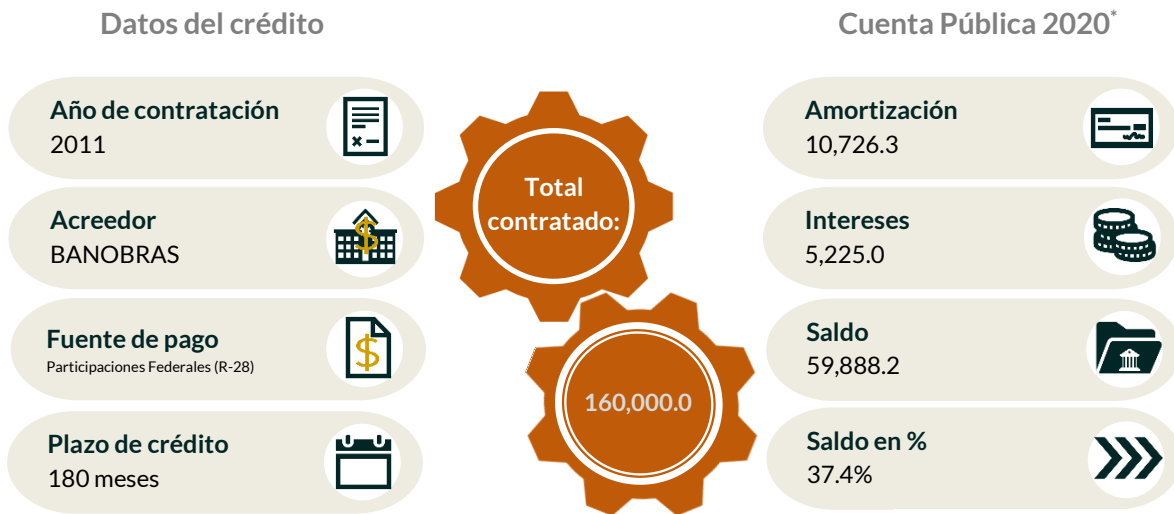 Datos del crédito
Año de contratación
2011
Acreedor
BANOBRAS
Fuente de pago
Participaciones Federales (R-28)
Plazo de crédito
180 meses
Total
contratado:
160,000.0
Cuenta Pública 2020*
Amortización
10,726.3
Intereses
5,225.0
Saldo
59,888.2
Saldo en %
37.4%